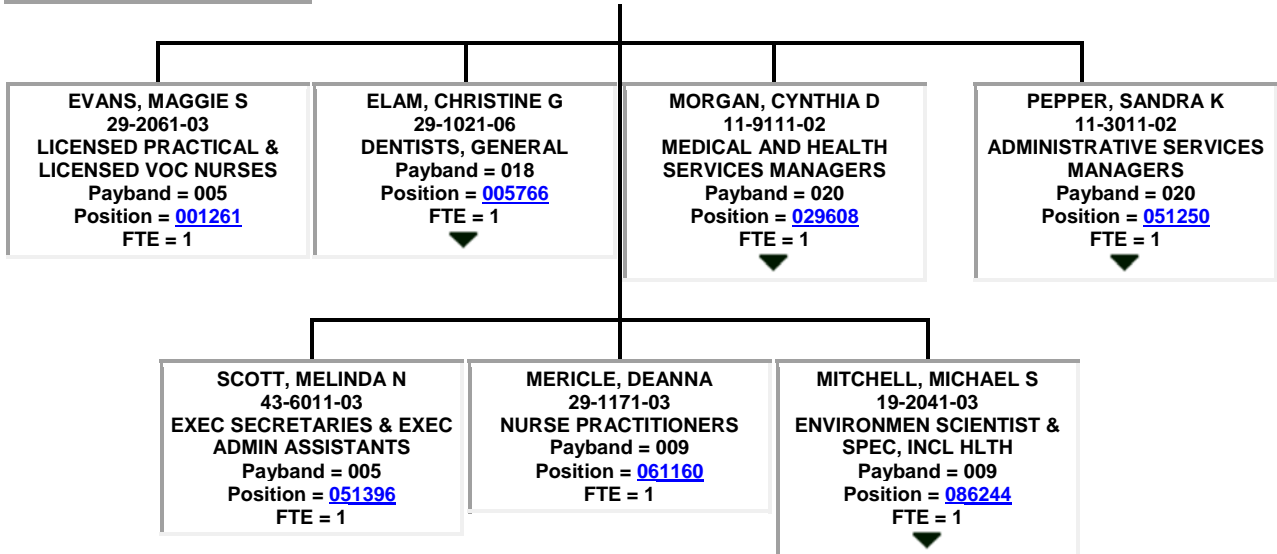 EVANS, MAGGIE S
29-2061-03
LICENSED PRACTICAL &
LICENSED VOC NURSES
Payband = 005
Position = 001261
FTE = 1
ELAM, CHRISTINE G
29-1021-06
DENTISTS, GENERAL
Payband = 018
Position = 005766
FTE = 1
MORGAN, CYNTHIA D
11-9111-02
MEDICAL AND HEALTH
SERVICES MANAGERS
Payband = 020
Position = 029608
FTE = 1
PEPPER, SANDRA K
11-3011-02
ADMINISTRATIVE SERVICES
MANAGERS
Payband = 020
Position = 051250
FTE = 1
SCOTT, MELINDA N
43-6011-03
EXEC SECRETARIES & EXEC
ADMIN ASSISTANTS
Payband = 005
Position = 051396
FTE = 1
MERICLE, DEANNA
29-1171-03
NURSE PRACTITIONERS
Payband = 009
Position = 061160
FTE = 1
MITCHELL, MICHAEL S
19-2041-03
ENVIRONMEN SCIENTIST &
SPEC, INCL HLTH
Payband = 009
Position = 086244
FTE = 1